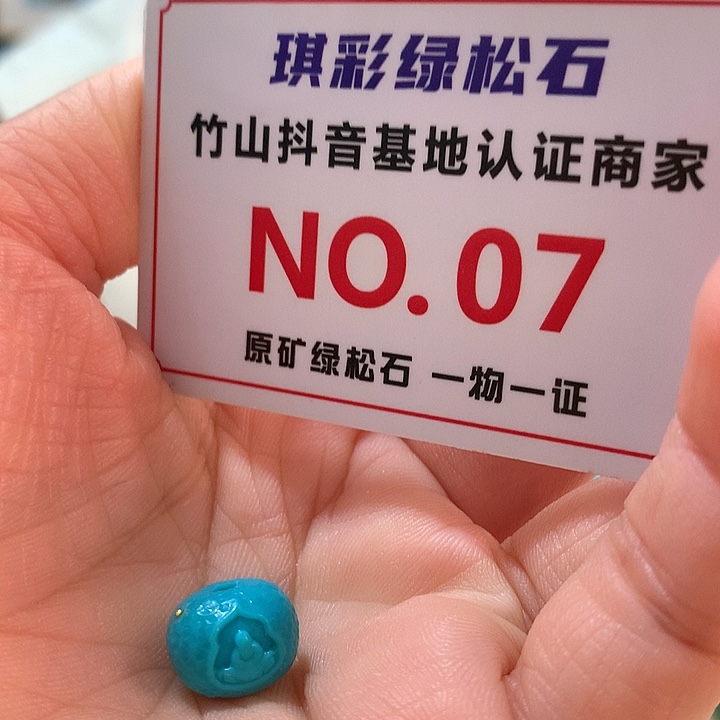 琪彩绿松石
竹山抖音基地认证商家
NO.07
原矿绿松石 一物一证